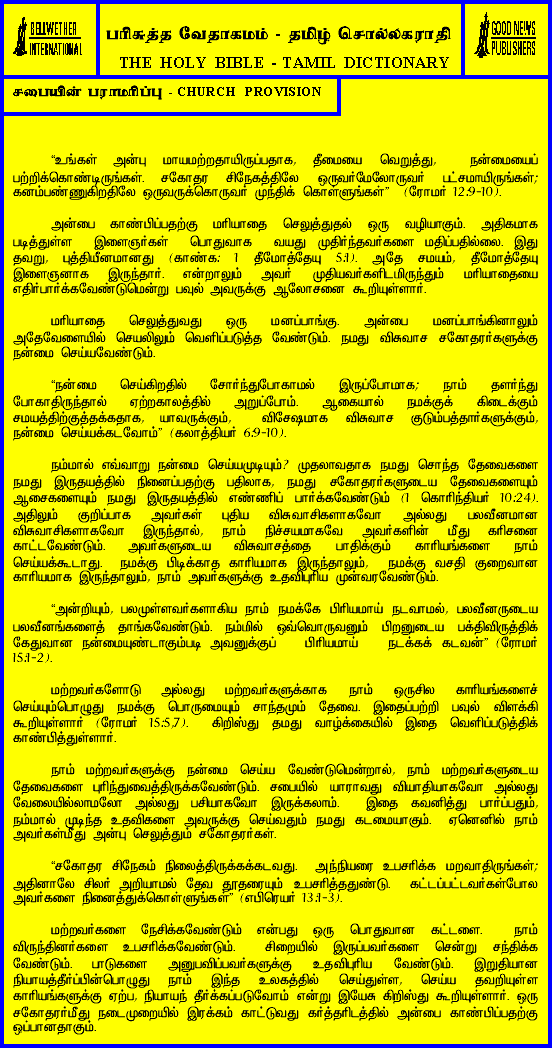 BELLWETHER
INTERNATIONAL
பரிசுத்த வேதாகமம் - தமிழ் சொல்லகராதி
THE HOLY BIBLE - TAMIL DICTIONARY
GOOD NEWS
PUBLISHERS
சபையின் பராமரிப்பு - CHURCH PROVISION
“உங்கள் அன்பு மாயமற்றதாயிருப்பதாக, தீமையை வெறுத்து, நன்மையைப்
பற்றிக்கொண்டிருங்கள். சகோதர சிநேகத்திலே ஒருவர்மேலொருவர் பட்சமாயிருங்கள்;
கனம்பண்ணுகிறதிலே ஒருவருக்கொருவர் முந்திக் கொள்ளுங்கள்” (ரோமர் 12:9-10).
அன்பை காண்பிப்பதற்கு மரியாதை செலுத்துதல் ஒரு வழியாகும். அதிகமாக
படித்துள்ள இளைஞர்கள் பொதுவாக வயது முதிர்ந்தவர்களை மதிப்பதில்லை. இது
தவறு, புத்தியீனமானது (காண்க: 1 தீமோத்தேயு 5:1). அதே சமயம், தீமோத்தேயு
இளைஞனாக இருந்தார். என்றாலும் அவர் முதியவர்களிடமிருந்தும் மரியாதையை
எதிர்பார்க்கவேண்டுமென்று பவுல் அவருக்கு ஆலோசனை கூறியுள்ளார்.
மரியாதை செலுத்துவது ஒரு மனப்பாங்கு. அன்பை மனப்பாங்கினாலும்
அதேவேளையில் செயலிலும் வெளிப்படுத்த வேண்டும். நமது விசுவாச சகோதரர்களுக்கு
நன்மை செய்யவேண்டும்.
“நன்மை செய்கிறதில் சோர்ந்துபோகாமல் இருப்போமாக; நாம் தளர்ந்து
போகாதிருந்தால் ஏற்றகாலத்தில் அறுப்போம். ஆகையால் நமக்குக் கிடைக்கும்
சமயத்திற்குத்தக்கதாக, யாவருக்கும், விசேஷமாக விசுவாச குடும்பத்தார்களுக்கும்,
நன்மை செய்யக்கடவோம்” (கலாத்தியர் 6:9-10).
நம்மால் எவ்வாறு நன்மை செய்யமுடியும்? முதலாவதாக நமது சொந்த தேவைகளை
நமது இருதயத்தில் நினைப்பதற்கு பதிலாக, நமது சகோதரர்களுடைய தேவைகளையும்
ஆசைகளையும் நமது இருதயத்தில் எண்ணிப் பார்க்கவேண்டும் (1 கொரிந்தியர் 10:24).
அதிலும் குறிப்பாக அவர்கள் புதிய விசுவாசிகளாகவோ அல்லது பலவீனமான
விசுவாசிகளாகவோ இருந்தால், நாம் நிச்சயமாகவே அவர்களின் மீது கரிசனை
காட்டவேண்டும். அவர்களுடைய விசுவாசத்தை பாதிக்கும் காரியங்களை நாம்
செய்யக்கூடாது. நமக்கு பிடிக்காத காரியமாக இருந்தாலும், நமக்கு வசதி குறைவான
காரியமாக இருந்தாலும், நாம் அவர்களுக்கு உதவிபுரிய முன்வரவேண்டும்.
“அன்றியும், பலமுள்ளவர்களாகிய நாம் நமக்கே பிரியமாய் நடவாமல், பலவீனருடைய
பலவீனங்களைத் தாங்கவேண்டும். நம்மில் ஒவ்வொருவனும் பிறனுடைய பக்திவிருத்திக்
கேதுவான நன்மையுண்டாகும்படி அவனுக்குப் பிரியமாய் நடக்கக் கடவன்” (ரோமர்
15:1-2).
மற்றவர்களோடு அல்லது மற்றவர்களுக்காக நாம் ஒருசில காரியங்களைச்
செய்யும்பொழுது நமக்கு பொருமையும் சாந்தமும் தேவை. இதைப்பற்றி பவுல் விளக்கி
கூறியுள்ளார் (ரோமர் 15:5,7). கிறிஸ்து தமது வாழ்க்கையில் இதை வெளிப்படுத்திக்
காண்பித்துள்ளார்.
நாம் மற்றவர்களுக்கு நன்மை செய்ய வேண்டுமென்றால், நாம் மற்றவர்களுடைய
தேவைகளை புரிந்துவைத்திருக்கவேண்டும். சபையில் யாராவது வியாதியாகவோ அல்லது
வேலையில்லாமலோ அல்லது பசியாகவோ இருக்கலாம். இதை கவனித்து பார்ப்பதும்,
நம்மால் முடிந்த உதவிகளை அவருக்கு செய்வதும் நமது கடமையாகும். ஏனெனில் நாம்
அவர்கள்மீது அன்பு செலுத்தும் சகோதரர்கள்.
“சகோதர சிநேகம் நிலைத்திருக்கக்கடவது. அந்நியரை உபசரிக்க மறவாதிருங்கள்;
அதினாலே சிலர் அறியாமல் தேவ தூதரையும் உபசரித்ததுண்டு. கட்டப்பட்டவர்கள்போல
அவர்களை நினைத்துக்கொள்ளுங்கள்” (எபிரெயர் 13:1-3).
மற்றவர்களை நேசிக்கவேண்டும் என்பது ஒரு பொதுவான கட்டளை. நாம்
விருந்தினர்களை உபசரிக்கவேண்டும். சிறையில் இருப்பவர்களை சென்று சந்திக்க
வேண்டும். பாடுகளை அனுபவிப்பவர்களுக்கு உதவிபுரிய வேண்டும். இறுதியான
நியாயத்தீர்ப்பின்பொழுது நாம் இந்த உலகத்தில் செய்துள்ள, செய்ய தவறியுள்ள
காரியங்களுக்கு ஏற்ப, நியாயந் தீர்க்கப்படுவோம் என்று இயேசு கிறிஸ்து கூறியுள்ளார். ஒரு
சகோதரர்மீது நடைமுறையில் இரக்கம் காட்டுவது கர்த்தரிடத்தில் அன்பை காண்பிப்பதற்கு
ஒப்பானதாகும்.